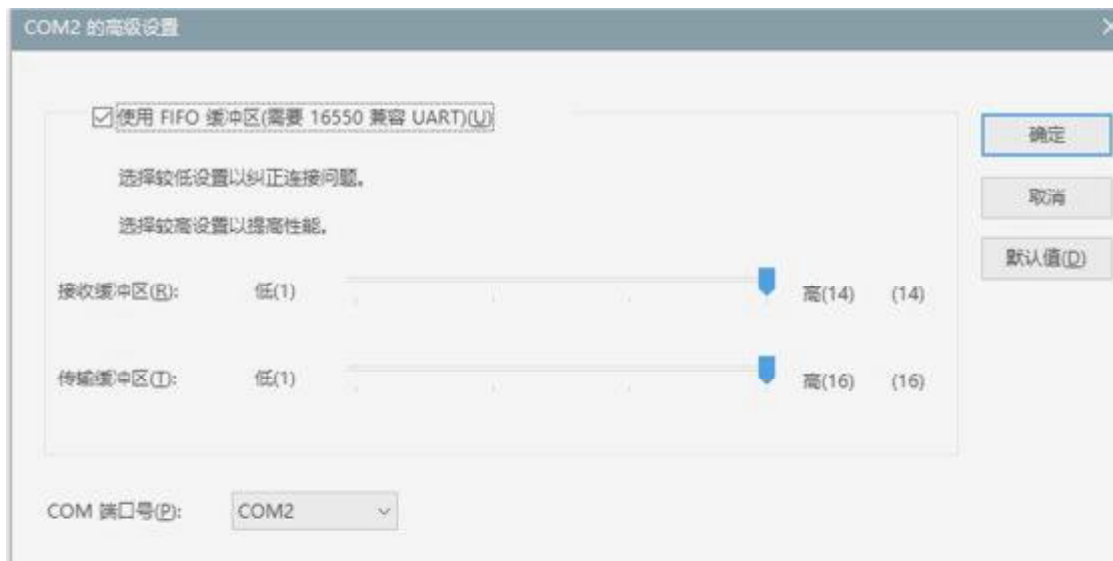 COM2 的高级设置
使用 FIFO 缓冲区(需要 16550 兼容 UART)(U)
确定
选择较低设置以纠正连接问题。
取消
选择较高设置以提高性能。
默认值(D)
接收缓冲区(R): 低(1) 高(14) (14)
传输缓冲区(T): 低(1) 高(16) (16)
COM 端口号(P): COM2